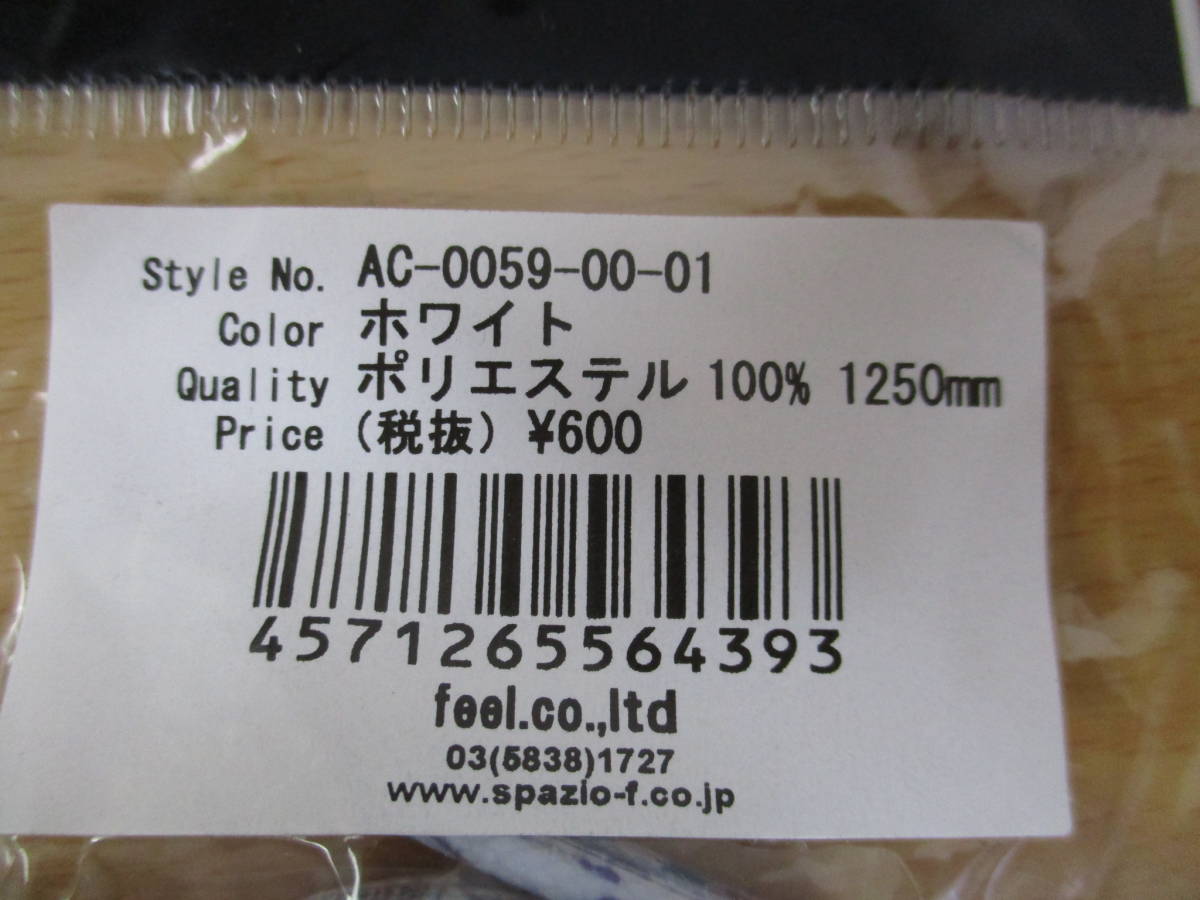 Style No. AC-0059-00-01
Color ホワイト
Quality ポリエステル 100% 1250mm
Price (税抜) ¥600
4571265564393
feel.co.,ltd
03(5838)1727
www.spazio-f.co.jp